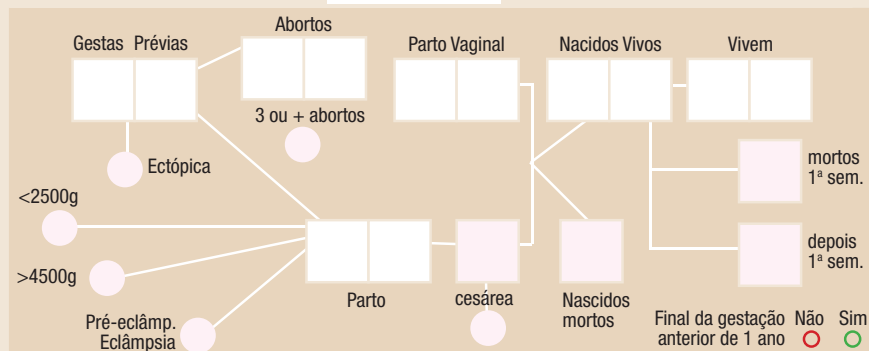 Gestas Prévias
Abortos
Parto Vaginal
Nacidos Vivos
Vivem
3 ou + abortos
Ectópica
mortos
1ª sem.
<2500g
>4500g
depois
1ª sem.
Parto
cesárea
Nascidos
mortos
Pré-eclâmp.
Eclâmpsia
Final da gestação
anterior de 1 ano
Não Sim